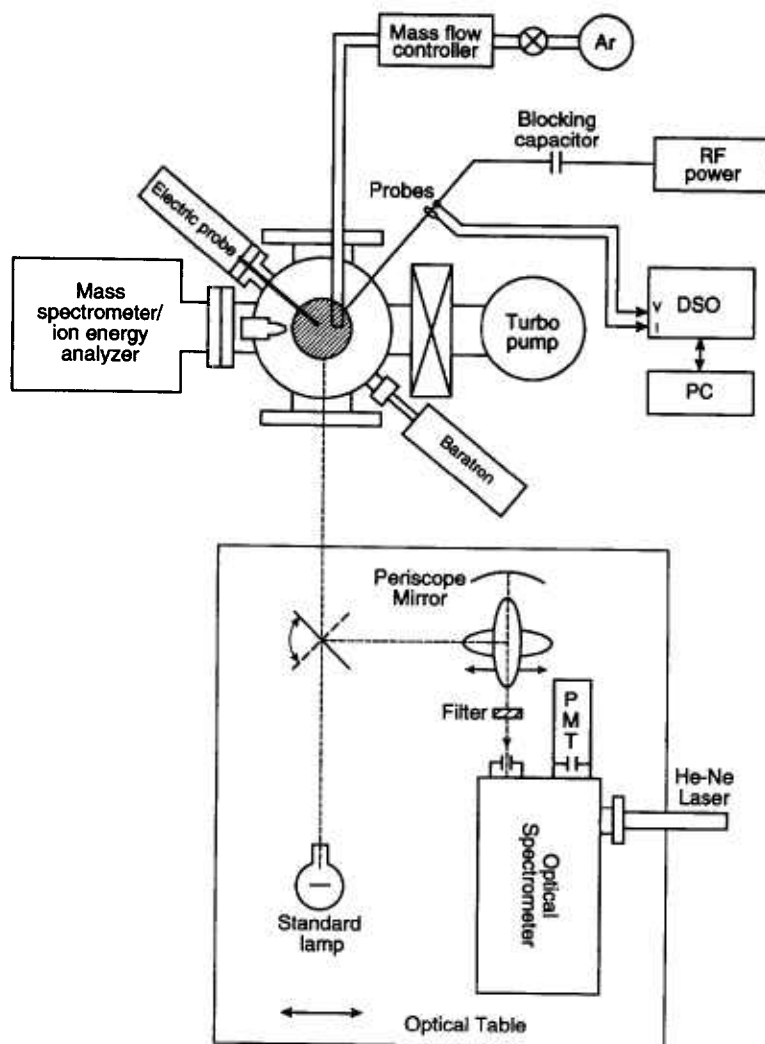 Mass flow
controller
Ar
Blocking
capacitor
RF
power
Probes
Electric probe
Mass
spectrometer/
ion energy
analyzer
Turbo
pump
V
I
DSO
PC
Baratron
Periscope
Mirror
Filter
P
M
T
He-Ne
Laser
Optical
Spectrometer
Standard
lamp
Optical Table